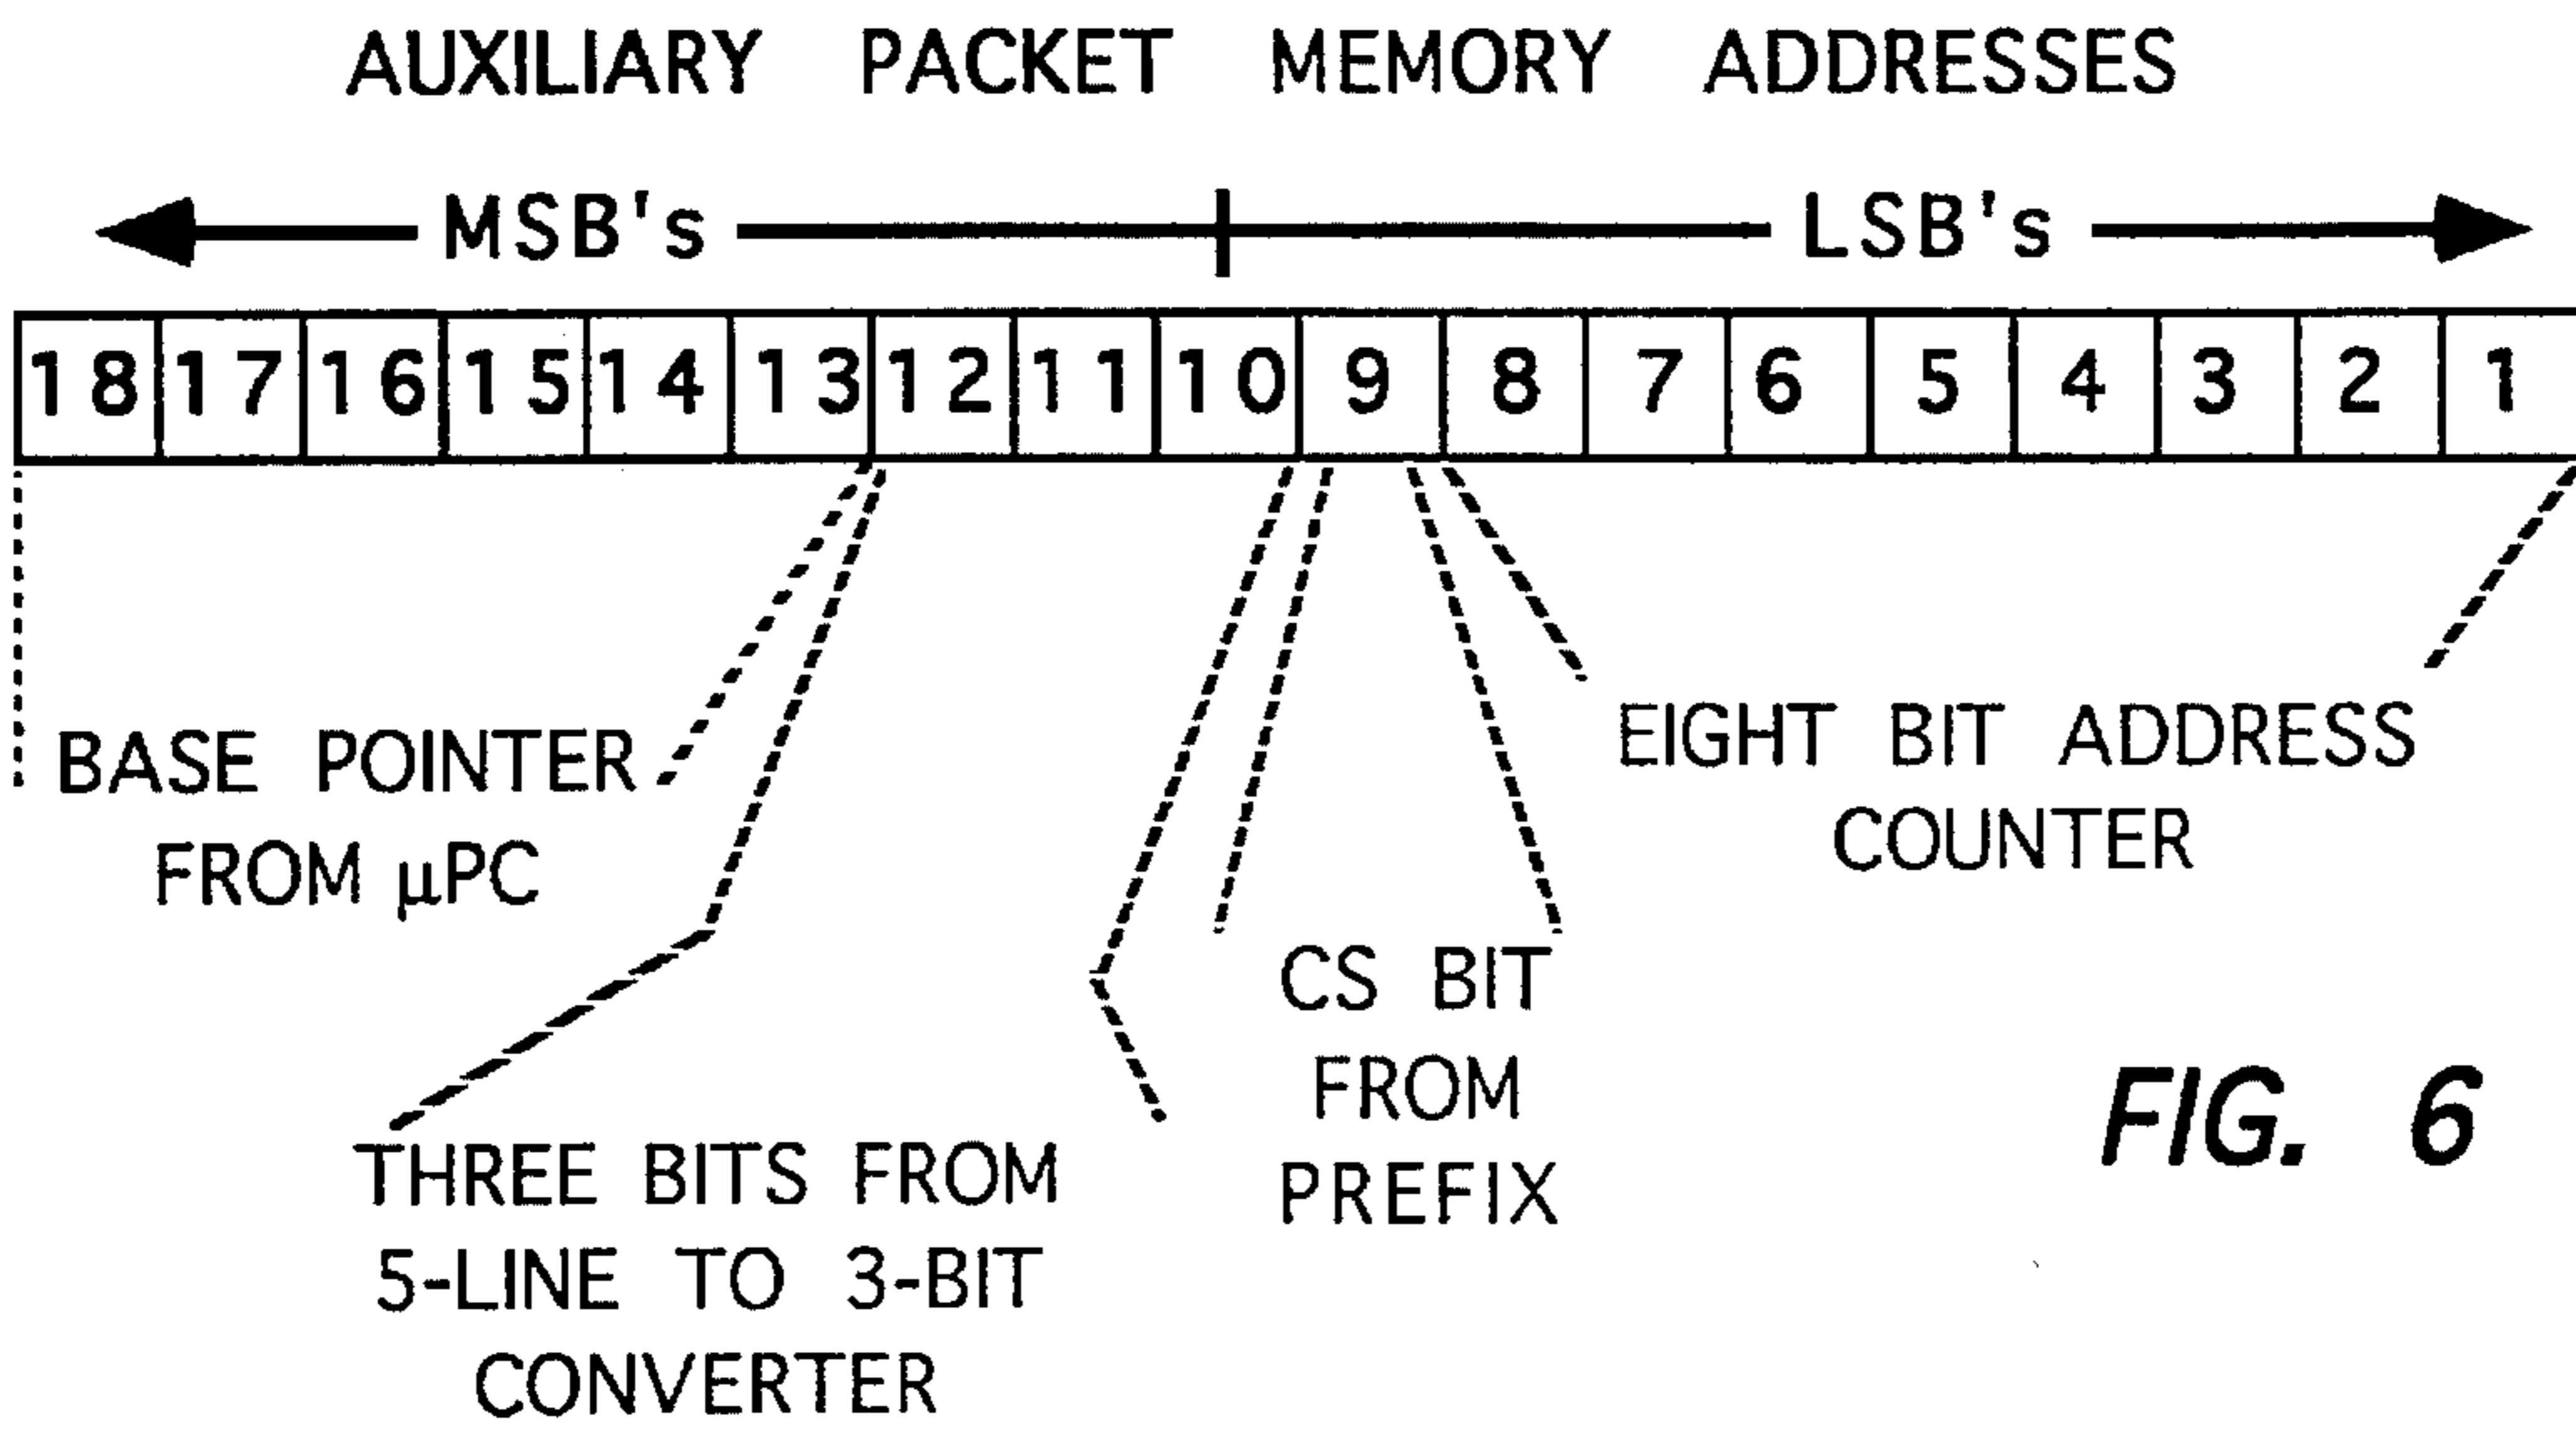 AUXILIARY PACKET MEMORY ADDRESSES
MSB's LSB's
18 17 16 15 14 13 12 11 10 9 8 7 6 5 4 3 2 1
BASE POINTER
FROM µPC
EIGHT BIT ADDRESS
COUNTER
CS BIT
FROM
PREFIX
THREE BITS FROM
5-LINE TO 3-BIT
CONVERTER
FIG. 6